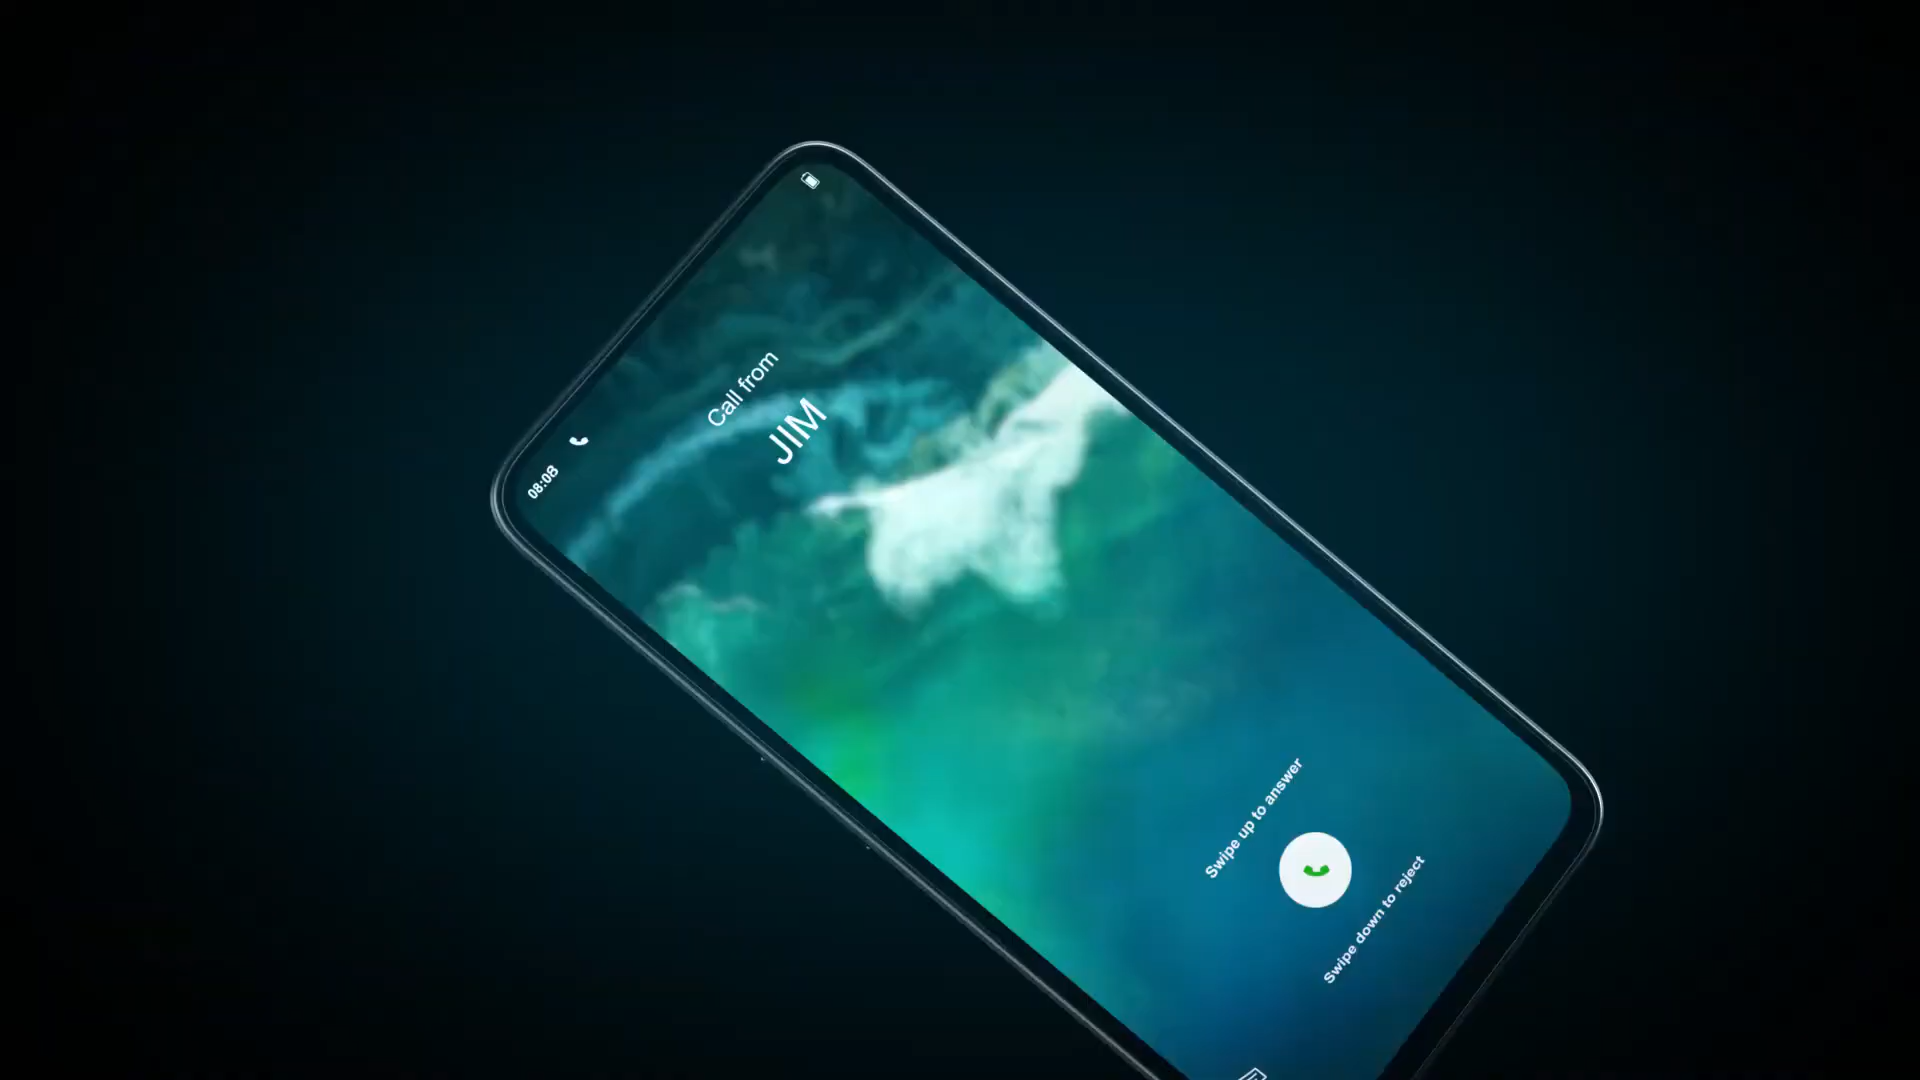 08:08
Call from
JIM
Swipe up to answer
Swipe down to reject